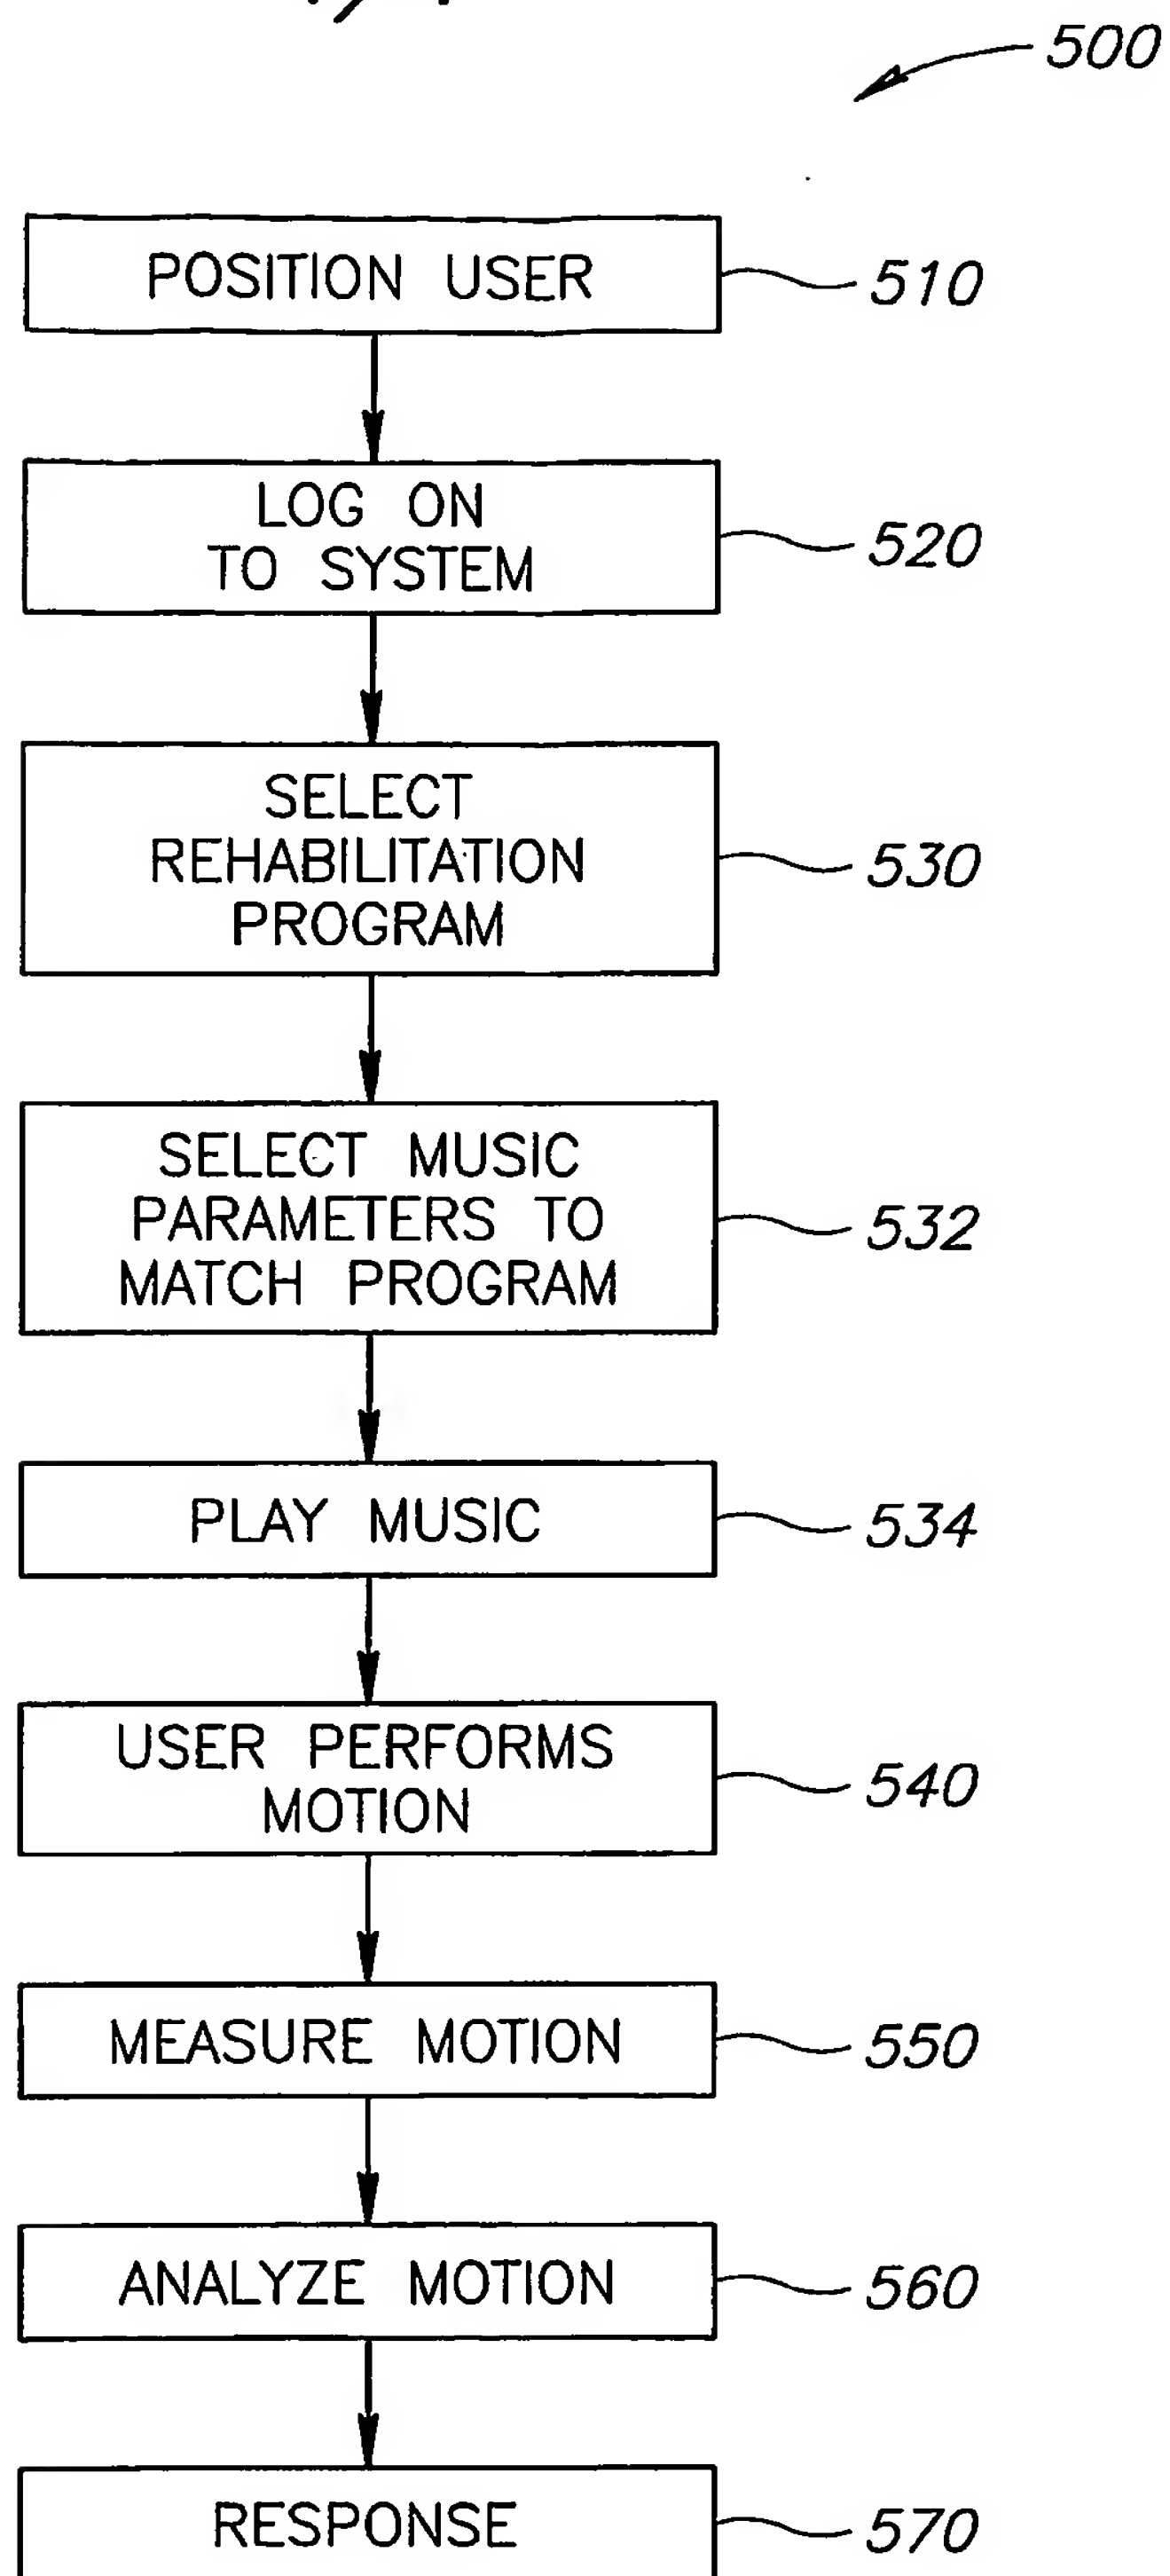 500
POSITION USER
510
LOG ON
TO SYSTEM
520
SELECT
REHABILITATION
PROGRAM
530
SELECT MUSIC
PARAMETERS TO
MATCH PROGRAM
532
PLAY MUSIC
534
USER PERFORMS
MOTION
540
MEASURE MOTION
550
ANALYZE MOTION
560
RESPONSE
570